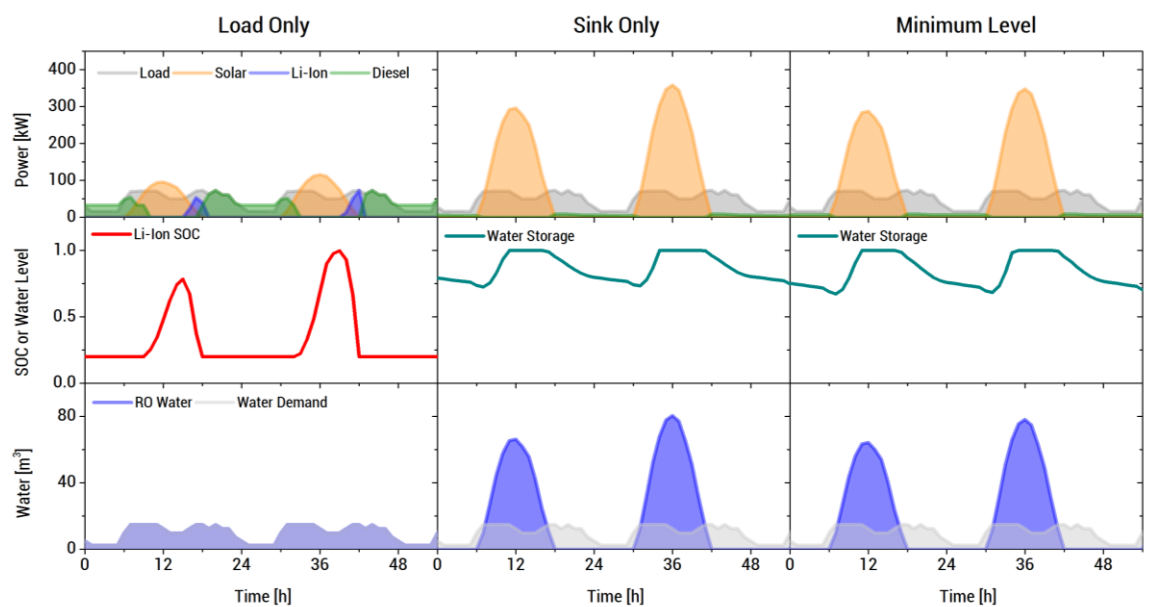 Load Only
Sink Only
Minimum Level
Power [kW]
400
300
200
100
0
Load
Solar
Li-Ion
Diesel
SOC or Water Level
1.0
0.5
0.0
Li-Ion SOC
Water Storage
Water Storage
Water [m³]
80
40
0
RO Water
Water Demand
0 12 24 36 48 0 12 24 36 48 0 12 24 36 48
Time [h]
Time [h]
Time [h]